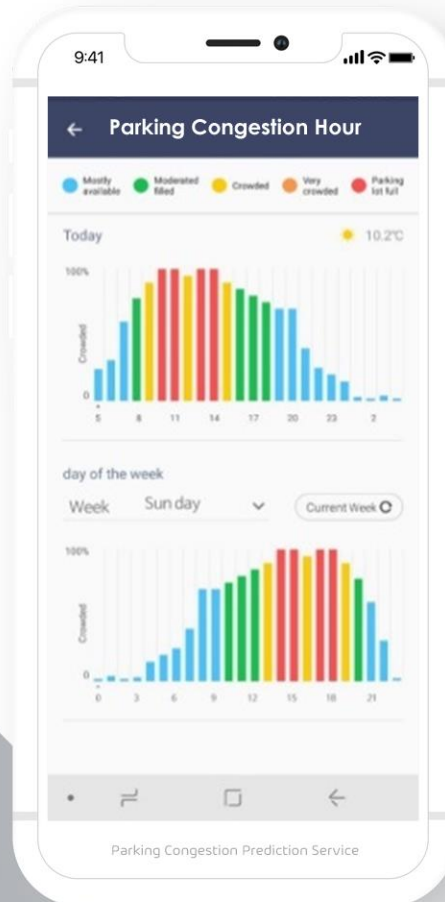 9:41
Parking Congestion Hour
Mostly
available
Moderated
filled
Crowded
Very
crowded
Parking
lot full
Today
10.2°C
100%
Crowded
0
5 8 11 14 17 20 23 2
day of the week
Week Sunday
Current Week
100%
Crowded
0
0 3 6 9 12 15 18 21
Parking Congestion Prediction Service